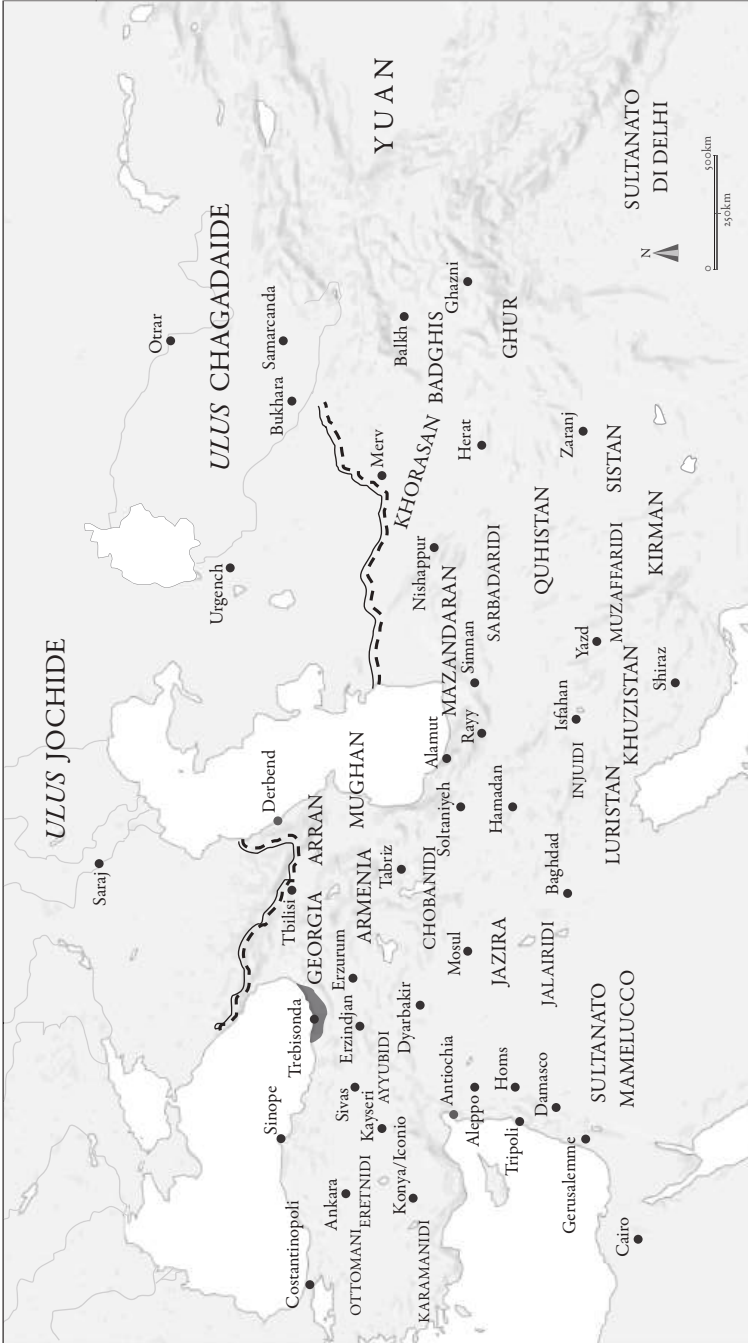 ULUS JOCHIDE
Saraj
Otrar
ULUS CHAGADAIDE
Urgench
Bukhara
Samarcanda
YUAN
Derbend
Tbilisi
GEORGIA
ARRAN
MUGHAN
Merv
KHORASAN
Balkh
BADGHIS
Ghazni
GHUR
Costantinopoli
Sinope
Trebisonda
Erzurum
Erzindjan
ARMENIA
Tabriz
CHOBANIDI
Ankara
OTTOMANI
ERETNIDI
Sivas
Kayseri
AYYUBIDI
Dyarbakir
Konya/Iconio
KARAMANIDI
Alamut
Soltaniyeh
MAZANDARAN
Rayy
Simnan
Nishappur
SARBADARIDI
Herat
Antiochia
Aleppo
Homs
Tripoli
Damasco
Mosul
JAZIRA
JALAIRIDI
Hamadan
Baghdad
QUHISTAN
Zaranj
SISTAN
Isfahan
INJUIDI
LURISTAN
KHUZISTAN
Yazd
MUZAFFARIDI
KIRMAN
Shiraz
Gerusalemme
SULTANATO
MAMELUCCO
Cairo
SULTANATO
DI DELHI
N
0
250km
500km